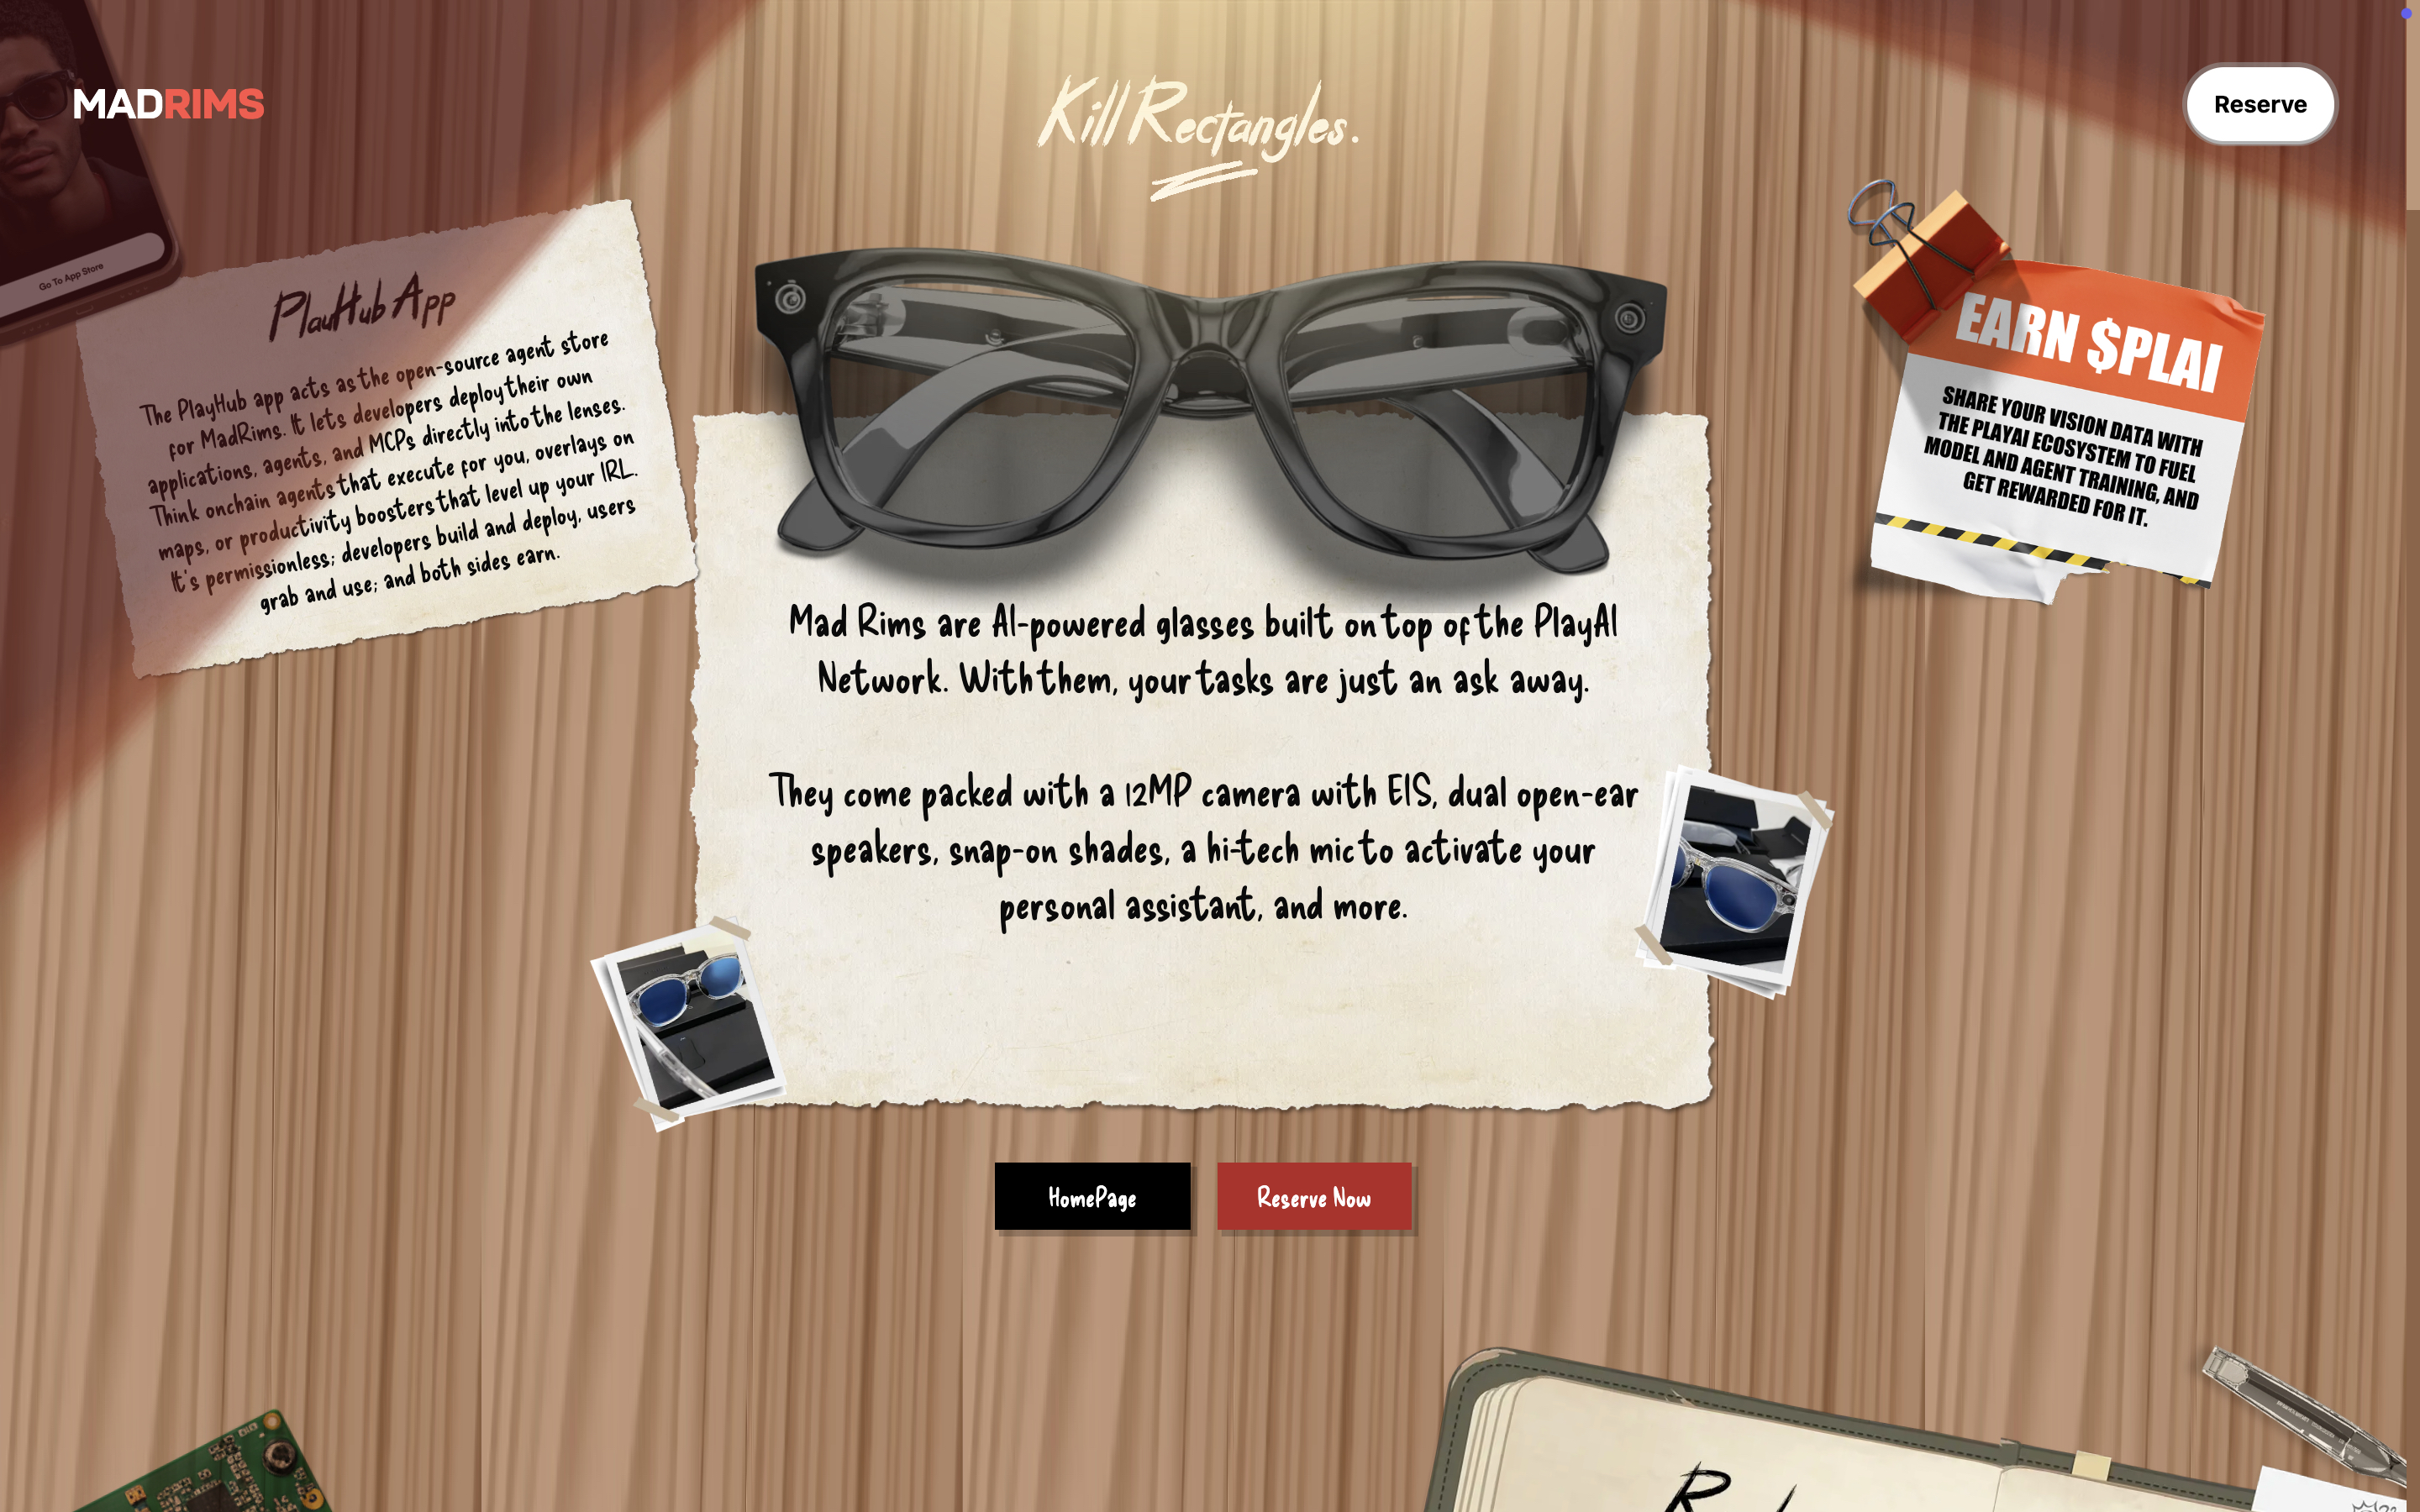 MADRIMS
Kill Rectangles.
Reserve
Go To App Store
PlayHub App
The PlayHub app acts as the open-source agent store
for MadRims. It lets developers deploy their own
applications, agents, and MCPs directly into the lenses.
Think onchain agents that execute for you, overlays on
maps, or productivity boosters that level up your IRL.
It's permissionless; developers build and deploy, users
grab and use; and both sides earn.
EARN $PLAI
SHARE YOUR VISION DATA WITH
THE PLAYAI ECOSYSTEM TO FUEL
MODEL AND AGENT TRAINING, AND
GET REWARDED FOR IT.
Mad Rims are AI-powered glasses built on top of the PlayAI
Network. With them, your tasks are just an ask away.
They come packed with a 12MP camera with EIS, dual open-ear
speakers, snap-on shades, a hi-tech mic to activate your
personal assistant, and more.
HomePage
Reserve Now